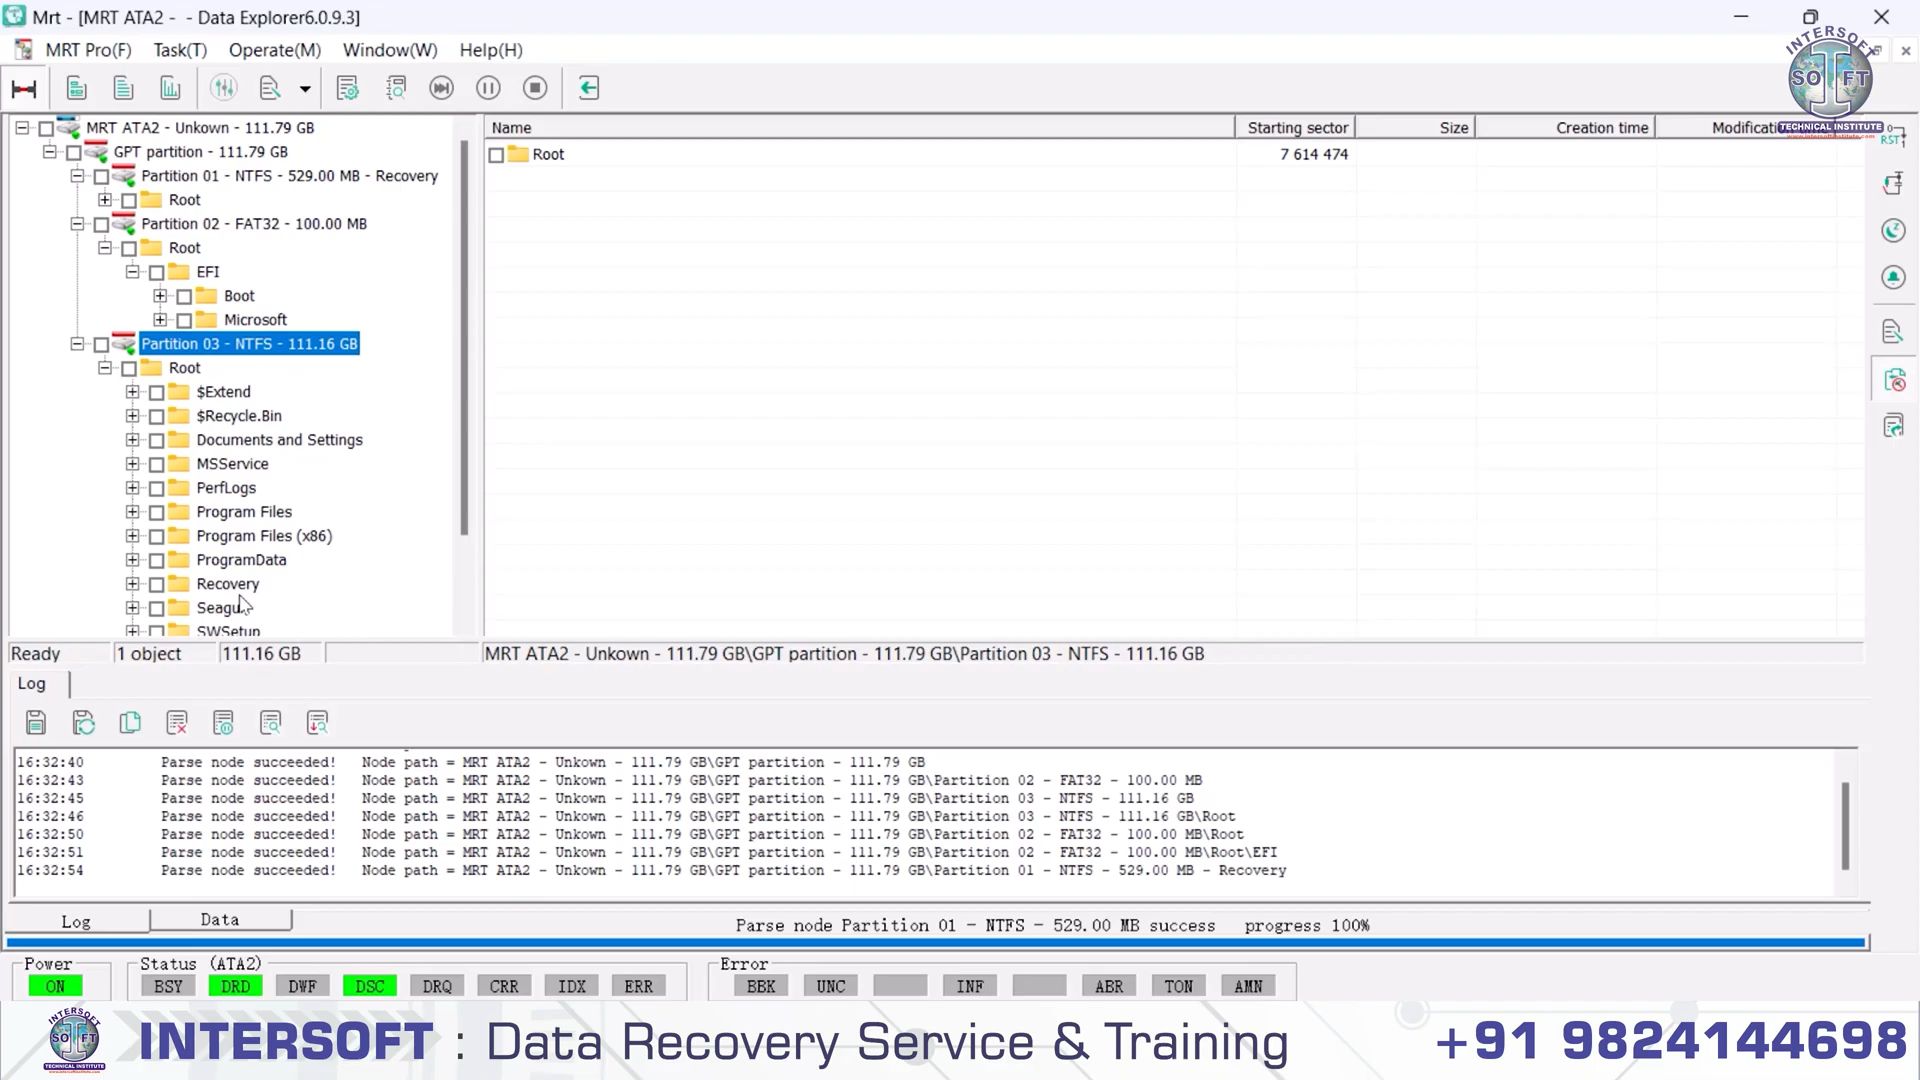 Mrt - [MRT ATA2 -  - Data Explorer6.0.9.3]
MRT Pro(F) Task(T) Operate(M) Window(W) Help(H)
INTERSOFT
SOIFT
TECHNICAL INSTITUTE
RST
MRT ATA2 - Unkown - 111.79 GB
GPT partition - 111.79 GB
Partition 01 - NTFS - 529.00 MB - Recovery
Root
Partition 02 - FAT32 - 100.00 MB
Root
EFI
Boot
Microsoft
Partition 03 - NTFS - 111.16 GB
Root
$Extend
$Recycle.Bin
Documents and Settings
MSService
PerfLogs
Program Files
Program Files (x86)
ProgramData
Recovery
SWSetup
Name Starting sector Size Creation time
Root 7 614 474
Ready 1 object 111.16 GB MRT ATA2 - Unkown - 111.79 GB\GPT partition - 111.79 GB\Partition 03 - NTFS - 111.16 GB
Log
16:32:40 Parse node succeeded! Node path = MRT ATA2 - Unkown - 111.79 GB\GPT partition - 111.79 GB
16:32:43 Parse node succeeded! Node path = MRT ATA2 - Unkown - 111.79 GB\GPT partition - 111.79 GB\Partition 02 - FAT32 - 100.00 MB
16:32:45 Parse node succeeded! Node path = MRT ATA2 - Unkown - 111.79 GB\GPT partition - 111.79 GB\Partition 03 - NTFS - 111.16 GB
16:32:46 Parse node succeeded! Node path = MRT ATA2 - Unkown - 111.79 GB\GPT partition - 111.79 GB\Partition 03 - NTFS - 111.16 GB\Root
16:32:50 Parse node succeeded! Node path = MRT ATA2 - Unkown - 111.79 GB\GPT partition - 111.79 GB\Partition 02 - FAT32 - 100.00 MB\Root
16:32:51 Parse node succeeded! Node path = MRT ATA2 - Unkown - 111.79 GB\GPT partition - 111.79 GB\Partition 02 - FAT32 - 100.00 MB\Root\EFI
16:32:54 Parse node succeeded! Node path = MRT ATA2 - Unkown - 111.79 GB\GPT partition - 111.79 GB\Partition 01 - NTFS - 529.00 MB - Recovery
Log Data Parse node Partition 01 - NTFS - 529.00 MB success progress 100%
Power Status (ATA2) Error
ON BSY DRD DWF DSC DRQ CRR IDX ERR BBK UNC INF ABR TON AMN
INTERSOFT
SOIFT
TECHNICAL INSTITUTE
INTERSOFT : Data Recovery Service & Training +91 9824144698